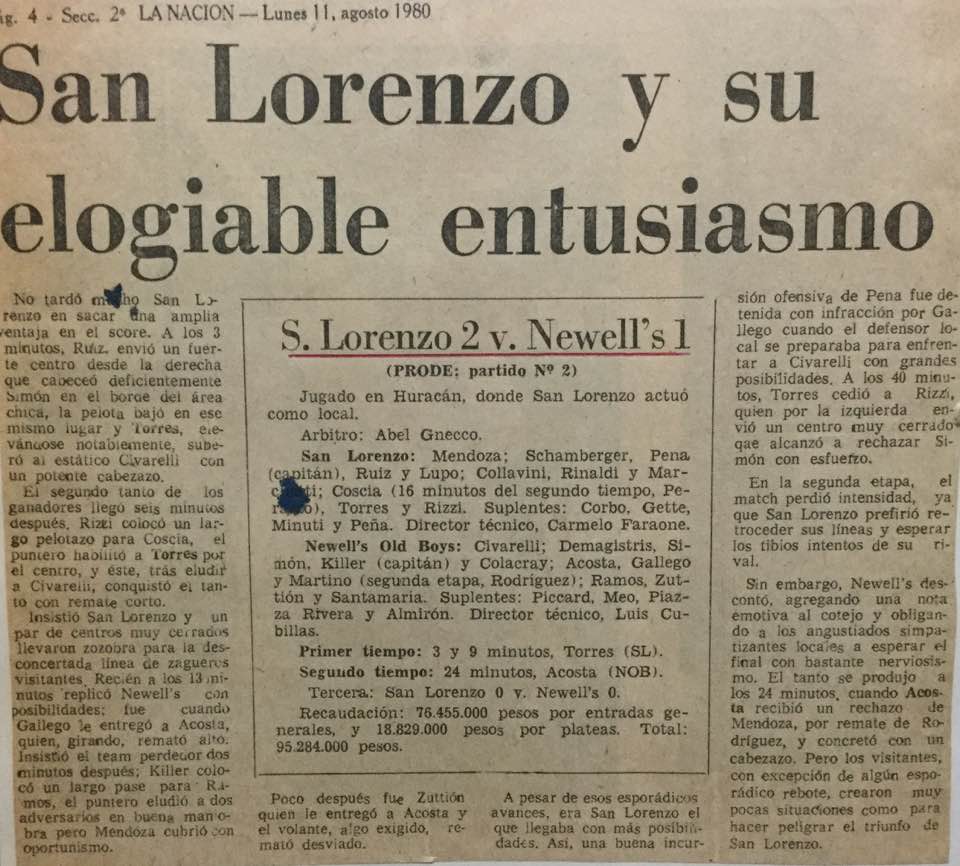 ág. 4 - Secc. 2ª LA NACION — Lunes 11, agosto 1980
San Lorenzo y su
elogiable entusiasmo
No tardó mucho San Lo-
renzo en sacar una amplia
ventaja en el score. A los 3
minutos, Ruiz envió un fuer-
te centro desde la derecha
que cabeceó deficientemente
Simón en el borde del área
chica, la pelota bajó en ese
mismo lugar y Torres, ele-
vándose notablemente, supe-
ró al estático Civarelli con
un potente cabezazo.
El segundo tanto de los
ganadores llegó seis minutos
después. Rizzi colocó un lar-
go pelotazo para Coscia, el
puntero habilitó a Torres por
el centro, y éste, trás eludir
a Civarelli, conquistó el tan-
to con remate corto.
Insistió San Lorenzo y un
par de centros muy cerrados
llevaron zozobra para la des-
concertada línea de zagueros
visitantes. Recién a los 13 mi-
nutos replicó Newell's con
posibilidades; fue cuando
Gallego le entregó a Acosta,
quien, girando, remató alto.
Insistió el team perdedor dos
minutos después; Killer colo-
có un largo pase para Ra-
mos, el puntero eludió a dos
adversarios en buena manio-
bra pero Mendoza cubrió con
oportunismo.
S. Lorenzo 2 v. Newell's 1
(PRODE: partido Nº 2)
Jugado en Huracán, donde San Lorenzo actuó
como local.
Arbitro: Abel Gnecco.
San Lorenzo: Mendoza; Schamberger, Pena
(capitán), Ruiz y Lupo; Collavini, Rinaldi y Mar-
; Coscia (16 minutos del segundo tiempo, Pe-
), Torres y Rizzi. Suplentes: Corbo, Gette,
Minuti y Peña. Director técnico, Carmelo Faraone.
Newell's Old Boys: Civarelli; Demagistris, Si-
món, Killer (capitán) y Colacray; Acosta, Gallego
y Martino (segunda etapa, Rodríguez); Ramos, Zut-
tión y Santamaria. Suplentes: Piccard, Meo, Piaz-
za Rivera y Almirón. Director técnico, Luis Cu-
billas.
Primer tiempo: 3 y 9 minutos, Torres (SL).
Segundo tiempo: 24 minutos, Acosta (NOB).
Tercera: San Lorenzo 0 v. Newell's 0.
Recaudación: 76.455.000 pesos por entradas ge-
nerales, y 18.829.000 pesos por plateas. Total:
95.284.000 pesos.
Poco después fue Zuttión
quien le entregó a Acosta y
el volante, algo exigido, re-
mató desviado.
A pesar de esos esporádicos
avances, era San Lorenzo el
que llegaba con más posibili-
dades. Así, una buena incur-
sión ofensiva de Pena fue de-
tenida con infracción por Ga-
llego cuando el defensor lo-
cal se preparaba para enfren-
tar a Civarelli con grandes
posibilidades. A los 40 minu-
tos, Torres cedió a Rizzi,
quien por la izquierda en-
vió un centro muy cerrado
que alcanzó a rechazar Si-
món con esfuerzo.
En la segunda etapa, el
match perdió intensidad, ya
que San Lorenzo prefirió re-
troceder sus líneas y esperar
los tibios intentos de su ri-
val.
Sin embargo, Newell's des-
contó, agregando una nota
emotiva al cotejo y obligan-
do a los angustiados simpa-
tizantes locales a esperar el
final con bastante nerviosis-
mo. El tanto se produjo a
los 24 minutos, cuando Acos-
ta recibió un rechazo de
Mendoza, por remate de Ro-
dríguez, y concretó con un
cabezazo. Pero los visitantes,
con excepción de algún espo-
rádico rebote, crearon muy
pocas situaciones como para
hacer peligrar el triunfo de
San Lorenzo.